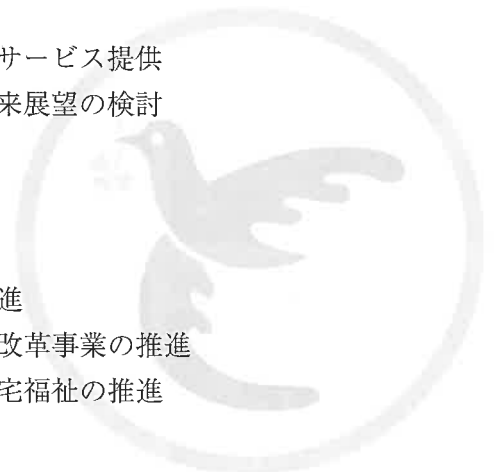 サービス提供
来展望の検討
進
改革事業の推進
宅福祉の推進